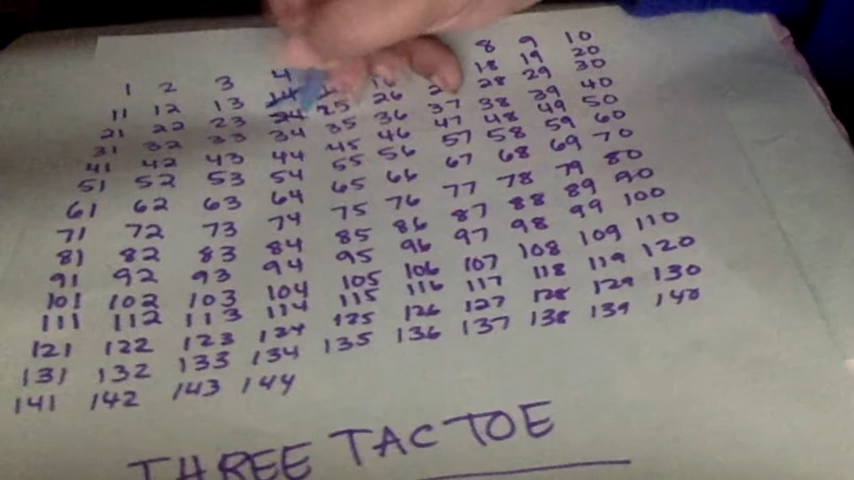 1 2 3 4 8 9 10
11 12 13 14 18 19 20
21 22 23 24 25 26 28 29 30
31 32 33 34 35 36 37 38 39 40
41 42 43 44 45 46 47 48 49 50
51 52 53 54 55 56 57 58 59 60
61 62 63 64 65 66 67 68 69 70
71 72 73 74 75 76 77 78 79 80
81 82 83 84 85 86 87 88 89 90
91 92 93 94 95 96 97 98 99 100
101 102 103 104 105 106 107 108 109 110
111 112 113 114 115 116 117 118 119 120
121 122 123 124 125 126 127 128 129 130
131 132 133 134 135 136 137 138 139 140
141 142 143 144
THREE TAC TOE